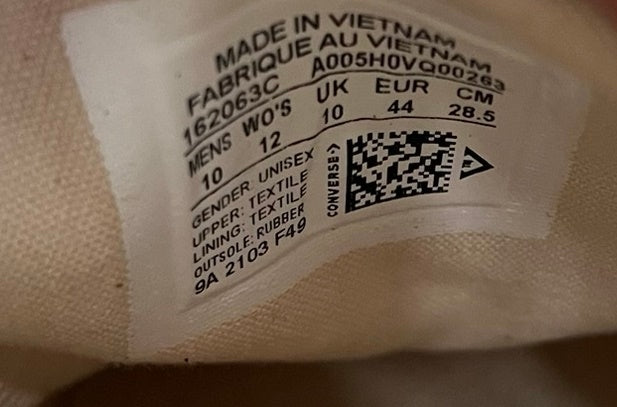 MADE IN VIETNAM
FABRIQUE AU VIETNAM
162063C A005H0VQ00263
MENS WO'S UK EUR CM
10 12 10 44 28.5
GENDER: UNISEX
UPPER: TEXTILE
LINING: TEXTILE
OUTSOLE: RUBBER
9A 2103 F49
CONVERSE